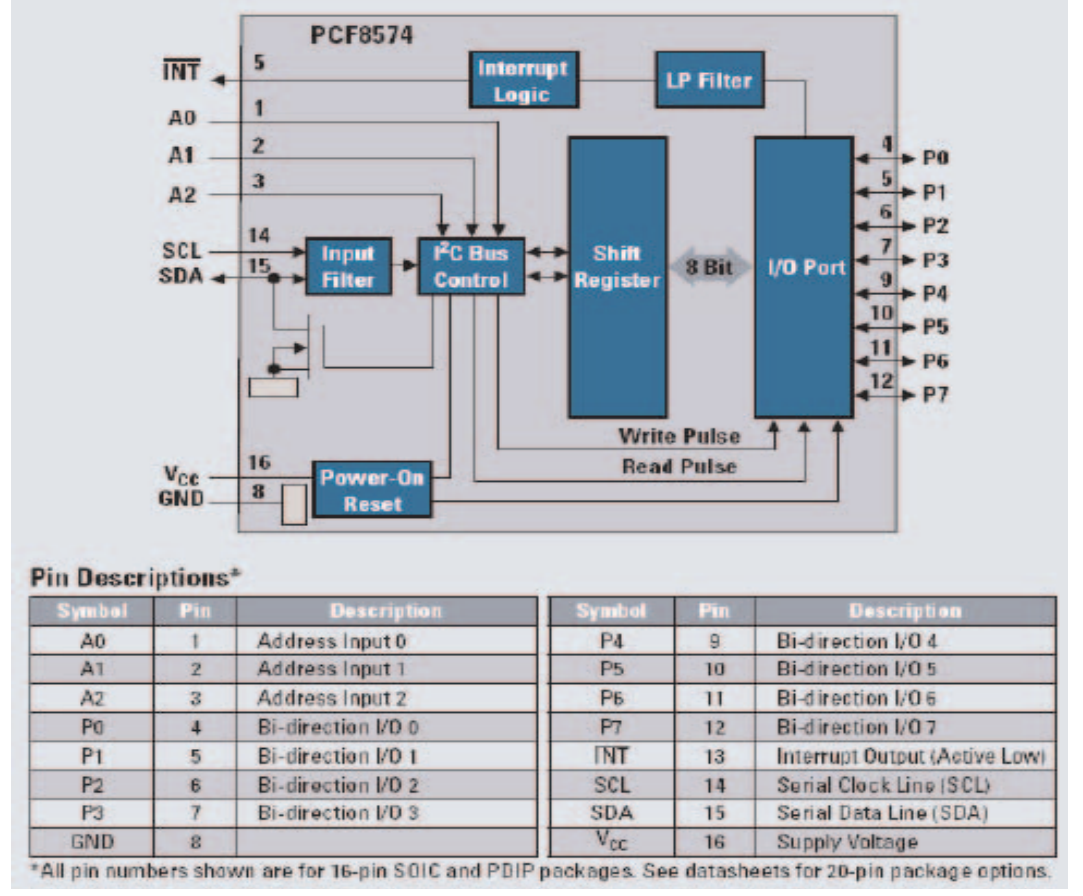 PCF8574
INT 5 Interrupt Logic LP Filter
A0 1
A1 2
A2 3
SCL 14
SDA 15
Input Filter
I²C Bus Control
Shift Register
8 Bit
I/O Port
4 P0
5 P1
6 P2
7 P3
9 P4
10 P5
11 P6
12 P7
Write Pulse
Read Pulse
VCC 16
GND 8
Power-On Reset
Pin Descriptions*
Symbol Pin Description Symbol Pin Description
A0 1 Address Input 0 P4 9 Bi-direction I/O 4
A1 2 Address Input 1 P5 10 Bi-direction I/O 5
A2 3 Address Input 2 P6 11 Bi-direction I/O 6
P0 4 Bi-direction I/O 0 P7 12 Bi-direction I/O 7
P1 5 Bi-direction I/O 1 INT 13 Interrupt Output (Active Low)
P2 6 Bi-direction I/O 2 SCL 14 Serial Clock Line (SCL)
P3 7 Bi-direction I/O 3 SDA 15 Serial Data Line (SDA)
GND 8 VCC 16 Supply Voltage
*All pin numbers shown are for 16-pin SOIC and PDIP packages. See datasheets for 20-pin package options.